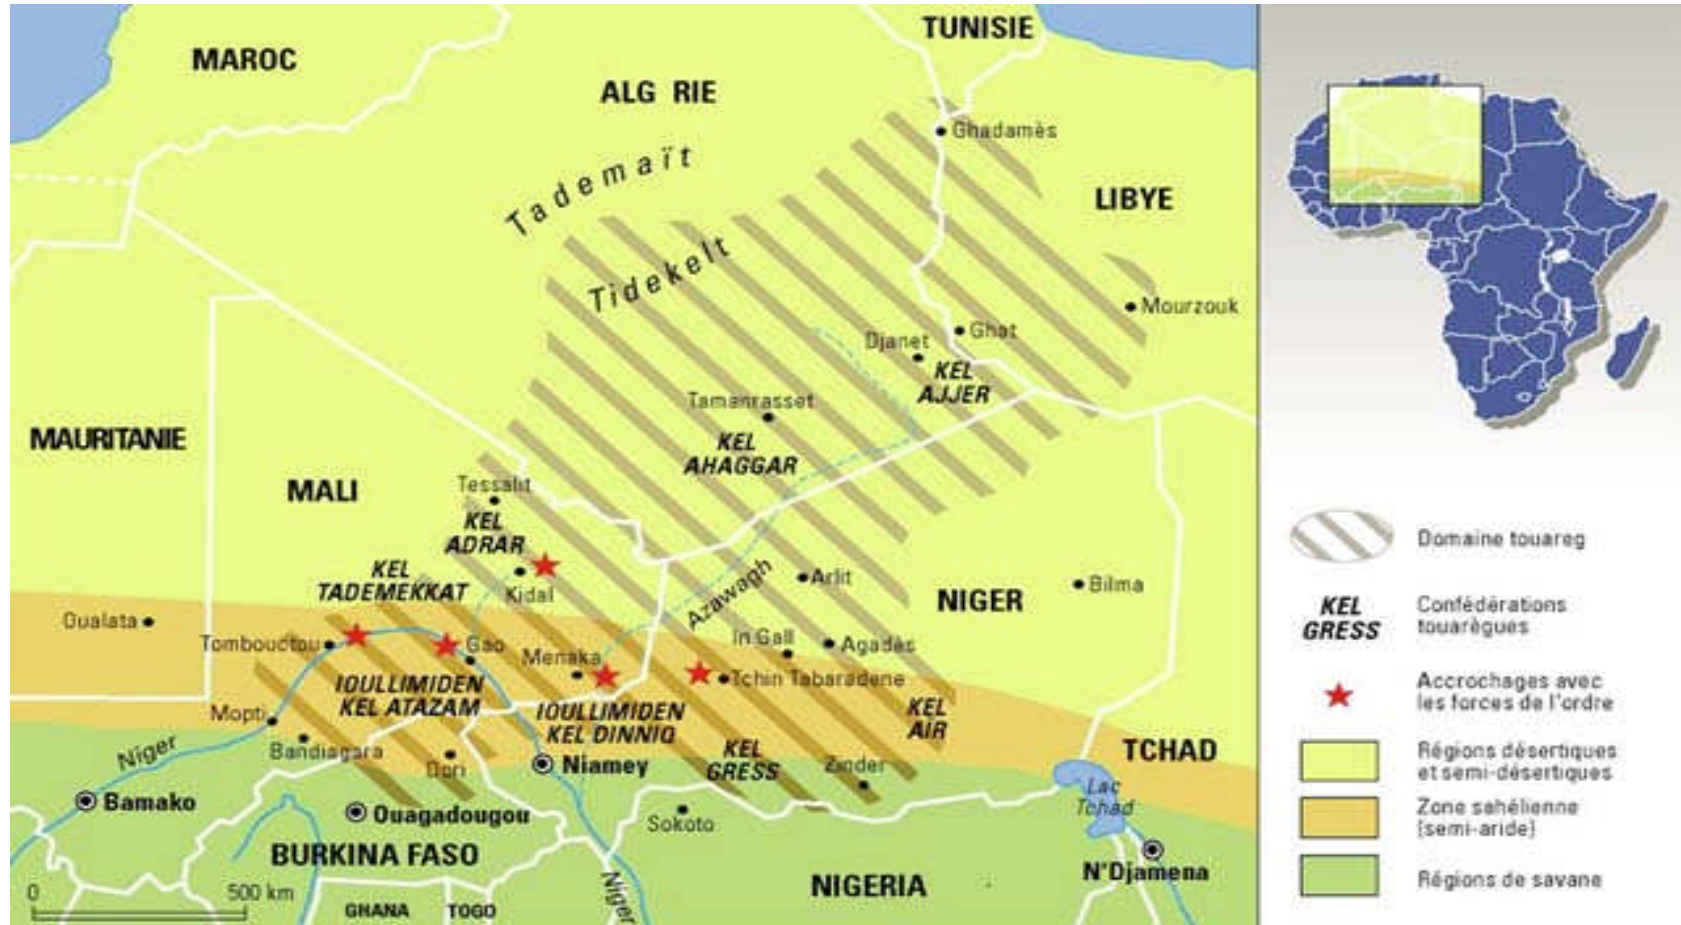 MAROC
TUNISIE
ALG RIE
Ghadamès
Tademaït
LIBYE
Tidekelt
Mourzouk
Ghat
Djanet
KEL
AJJER
Tamanrasset
KEL
AHAGGAR
MAURITANIE
MALI
Tessalit
KEL
ADRAR
KEL
TADEMEKKAT
Kidal
Azawagh
Arlit
NIGER
Bilma
Oualata
Tombouctou
Gao
In Gall
Agadès
Menaka
Tchin Tabaradene
IOULLIMIDEN
KEL ATAZAM
IOULLIMIDEN
KEL DINNIQ
KEL
AIR
Mopti
Niger
Bandiagara
Dori
Niamey
KEL
GRESS
Zinder
TCHAD
Lac
Tchad
Bamako
Ouagadougou
Sokoto
BURKINA FASO
N'Djamena
NIGERIA
Niger
0 500 km
GHANA
TOGO
Domaine touareg
KEL
GRESS
Confédérations
touarègues
Accrochages avec
les forces de l'ordre
Régions désertiques
et semi-désertiques
Zone sahélienne
(semi-aride)
Régions de savane